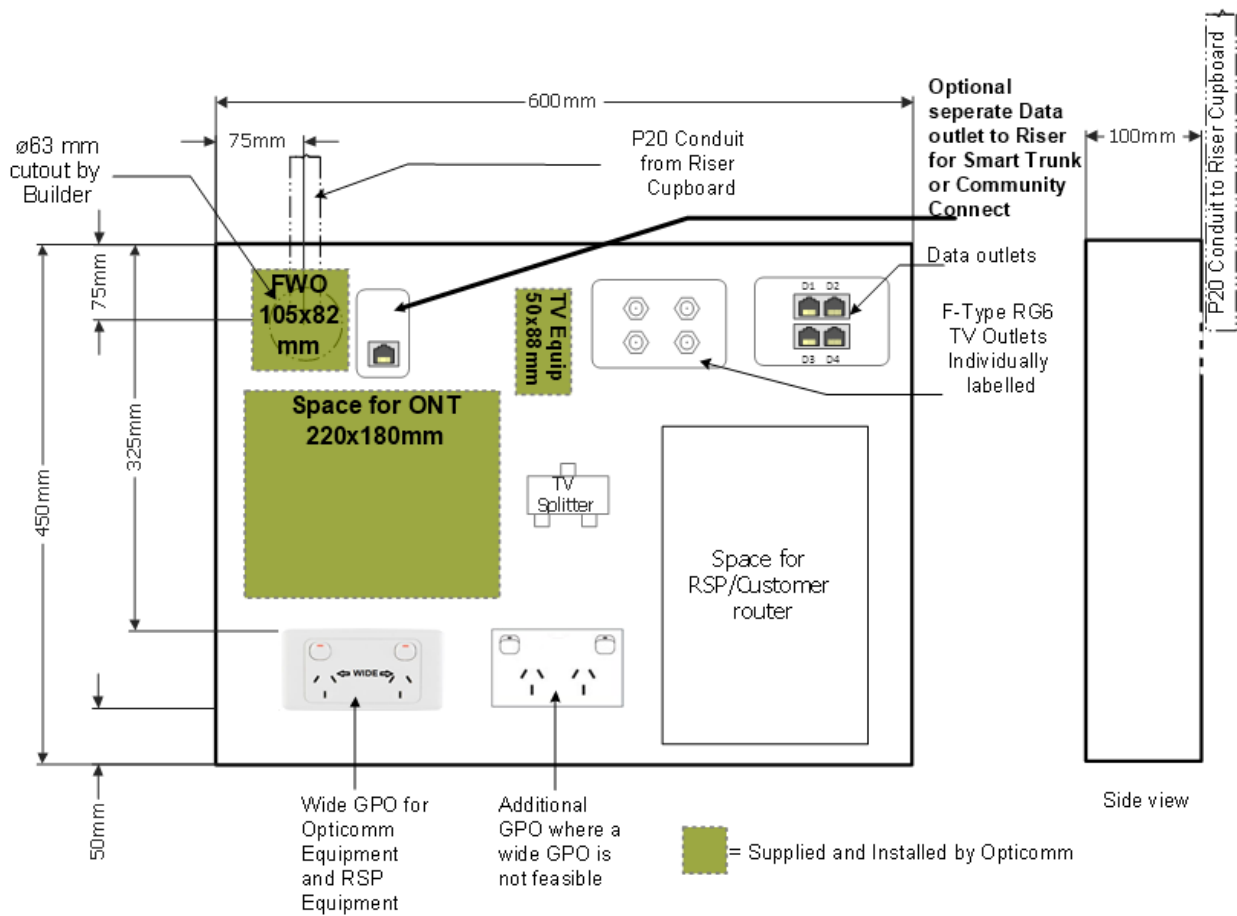 600mm
75mm
ø63 mm
cutout by
Builder
P20 Conduit
from Riser
Cupboard
Optional
seperate Data
outlet to Riser
for Smart Trunk
or Community
Connect
100mm
P20 Conduit to Riser Cupboard
75mm
325mm
450mm
50mm
FWO
105x82
mm
TV Equip
50x88 mm
D1 D2
D3 D4
Data outlets
F-Type RG6
TV Outlets
Individually
labelled
Space for ONT
220x180mm
TV
Splitter
Space for
RSP/Customer
router
WIDE
Wide GPO for
Opticomm
Equipment
and RSP
Equipment
Additional
GPO where a
wide GPO is
not feasible
= Supplied and Installed by Opticomm
Side view